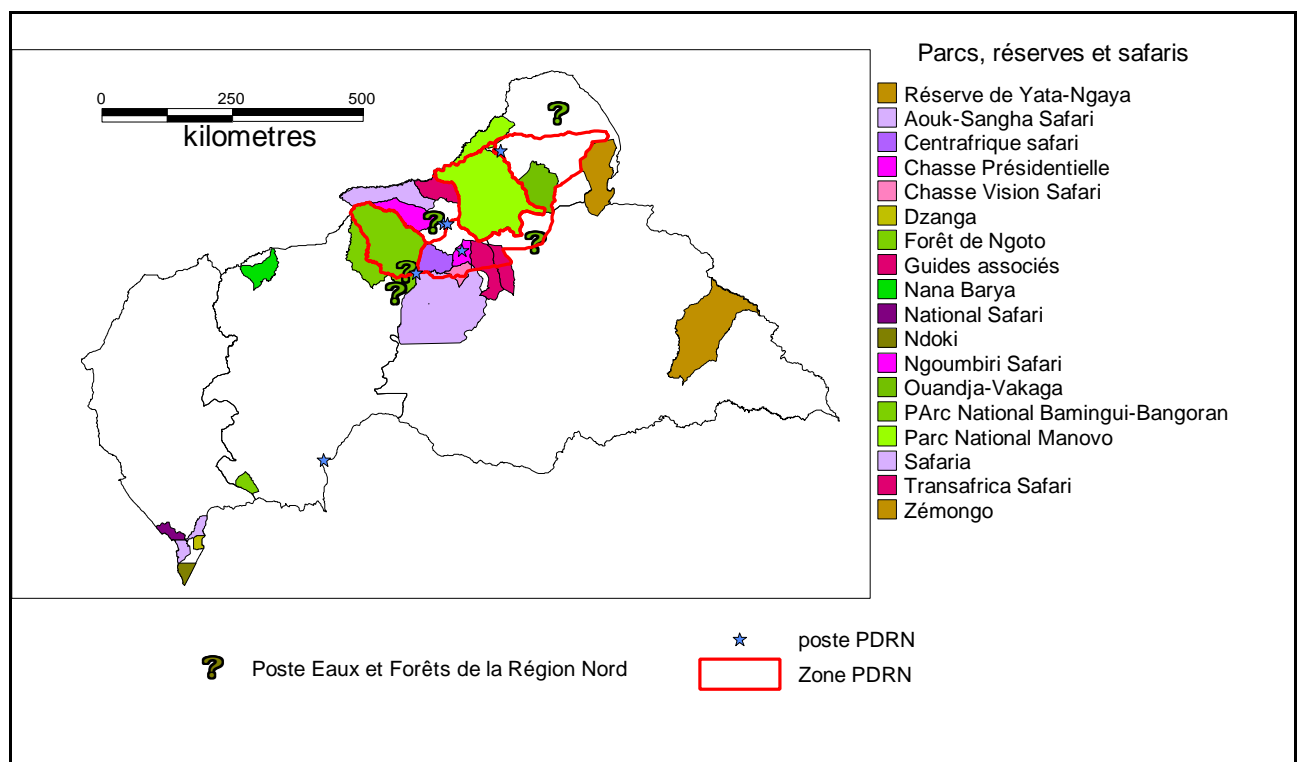 Parcs, réserves et safaris
0 250 500
kilometres
Réserve de Yata-Ngaya
Aouk-Sangha Safari
Centrafrique safari
Chasse Présidentielle
Chasse Vision Safari
Dzanga
Forêt de Ngoto
Guides associés
Nana Barya
National Safari
Ndoki
Ngoumbiri Safari
Ouandja-Vakaga
PArc National Bamingui-Bangoran
Parc National Manovo
Safaria
Transafrica Safari
Zémongo
? ? ? ? ?
? Poste Eaux et Forêts de la Région Nord
poste PDRN
Zone PDRN